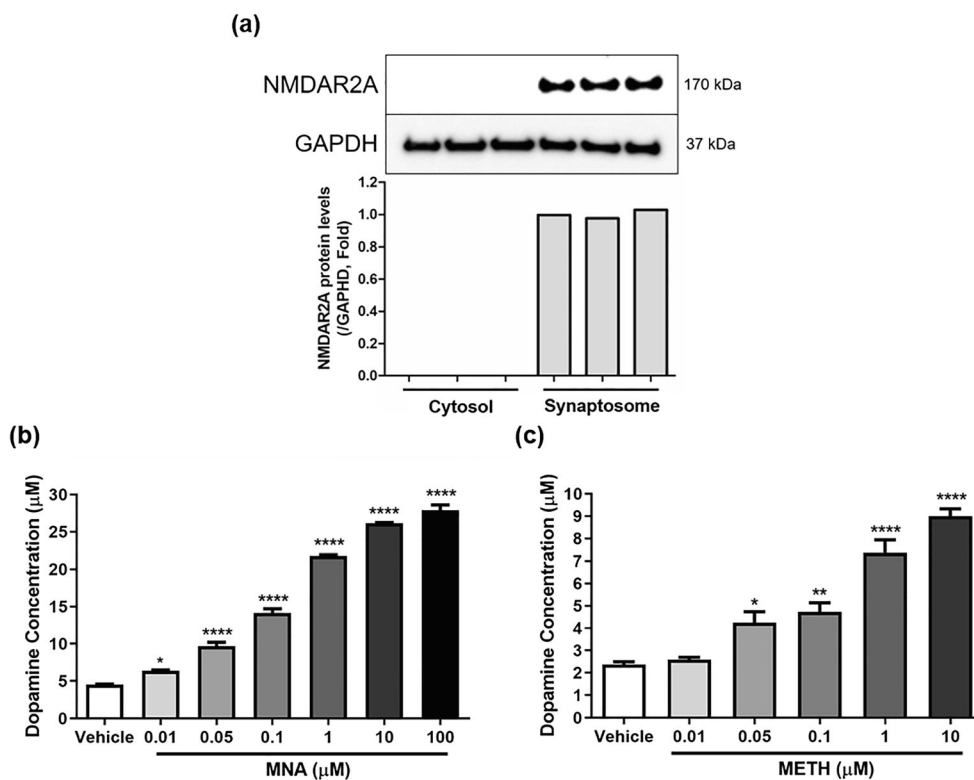 (a)
NMDAR2A
170 kDa
GAPDH
37 kDa
NMDAR2A protein levels
(/GAPHD, Fold)
1.2
1.0
0.8
0.6
0.4
0.2
0.0
Cytosol
Synaptosome
(b)
Dopamine Concentration (μM)
30
25
20
15
10
5
0
*
****
****
****
****
****
Vehicle 0.01 0.05 0.1 1 10 100
MNA (μM)
(c)
Dopamine Concentration (μM)
10
9
8
7
6
5
4
3
2
1
0
*
**
****
****
Vehicle 0.01 0.05 0.1 1 10
METH (μM)